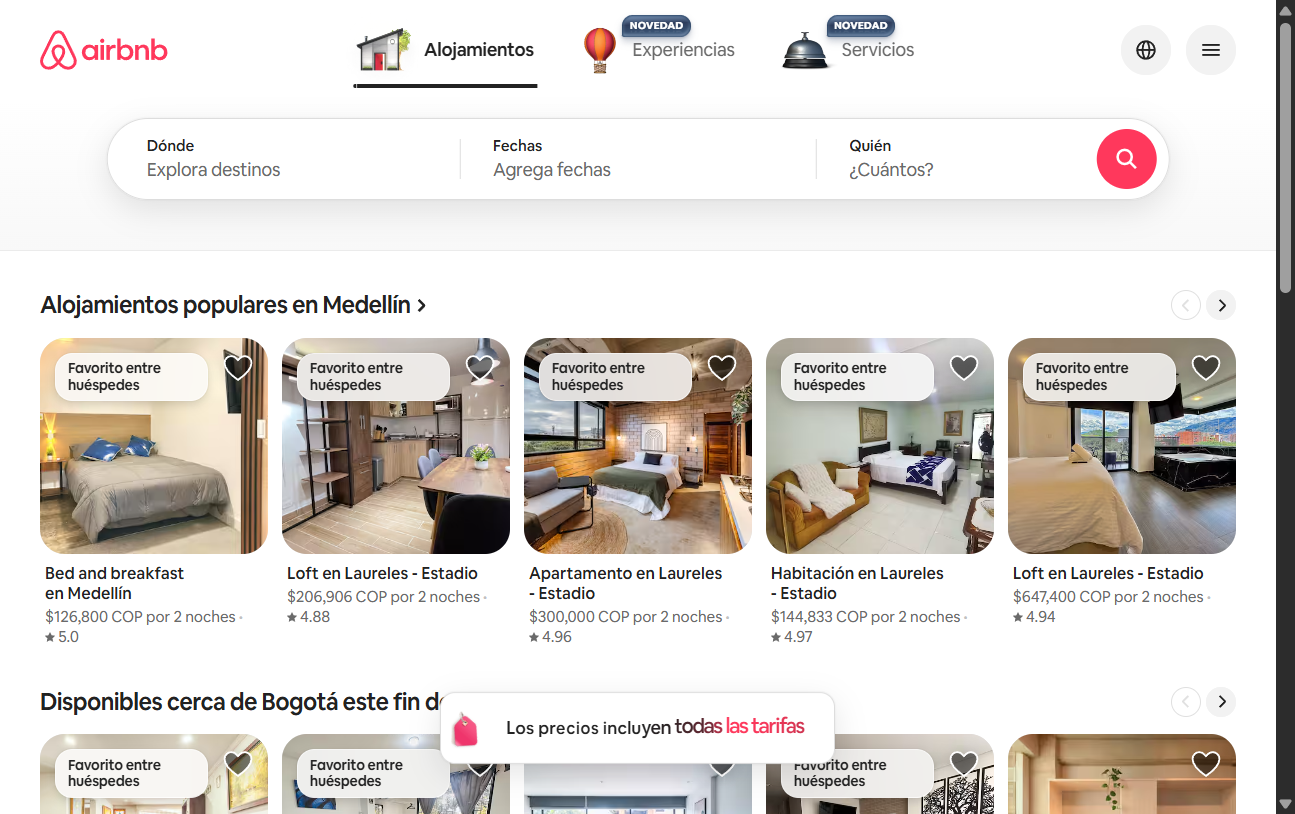 airbnb
Alojamientos
NOVEDAD
Experiencias
NOVEDAD
Servicios
Dónde
Explora destinos
Fechas
Agrega fechas
Quién
¿Cuántos?
Alojamientos populares en Medellín
Favorito entre
huéspedes
Favorito entre
huéspedes
Favorito entre
huéspedes
Favorito entre
huéspedes
Favorito entre
huéspedes
Bed and breakfast
en Medellín
$126,800 COP por 2 noches ·
★ 5.0
Loft en Laureles - Estadio
$206,906 COP por 2 noches ·
★ 4.88
Apartamento en Laureles
- Estadio
$300,000 COP por 2 noches ·
★ 4.96
Habitación en Laureles
- Estadio
$144,833 COP por 2 noches ·
★ 4.97
Loft en Laureles - Estadio
$647,400 COP por 2 noches ·
★ 4.94
Disponibles cerca de Bogotá este fin
Los precios incluyen todas las tarifas
Favorito entre
huéspedes
Favorito entre
huéspedes
Favorito entre
huéspedes